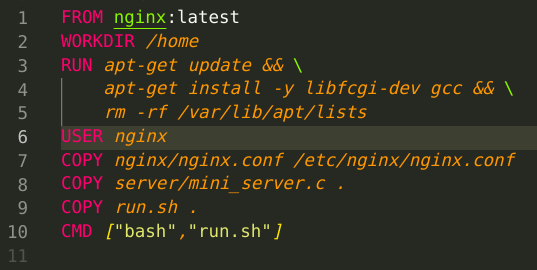 1 FROM nginx:latest
2 WORKDIR /home
3 RUN apt-get update && \
4 apt-get install -y libfcgi-dev gcc && \
5 rm -rf /var/lib/apt/lists
6 USER nginx
7 COPY nginx/nginx.conf /etc/nginx/nginx.conf
8 COPY server/mini_server.c .
9 COPY run.sh .
10 CMD ["bash","run.sh"]
11